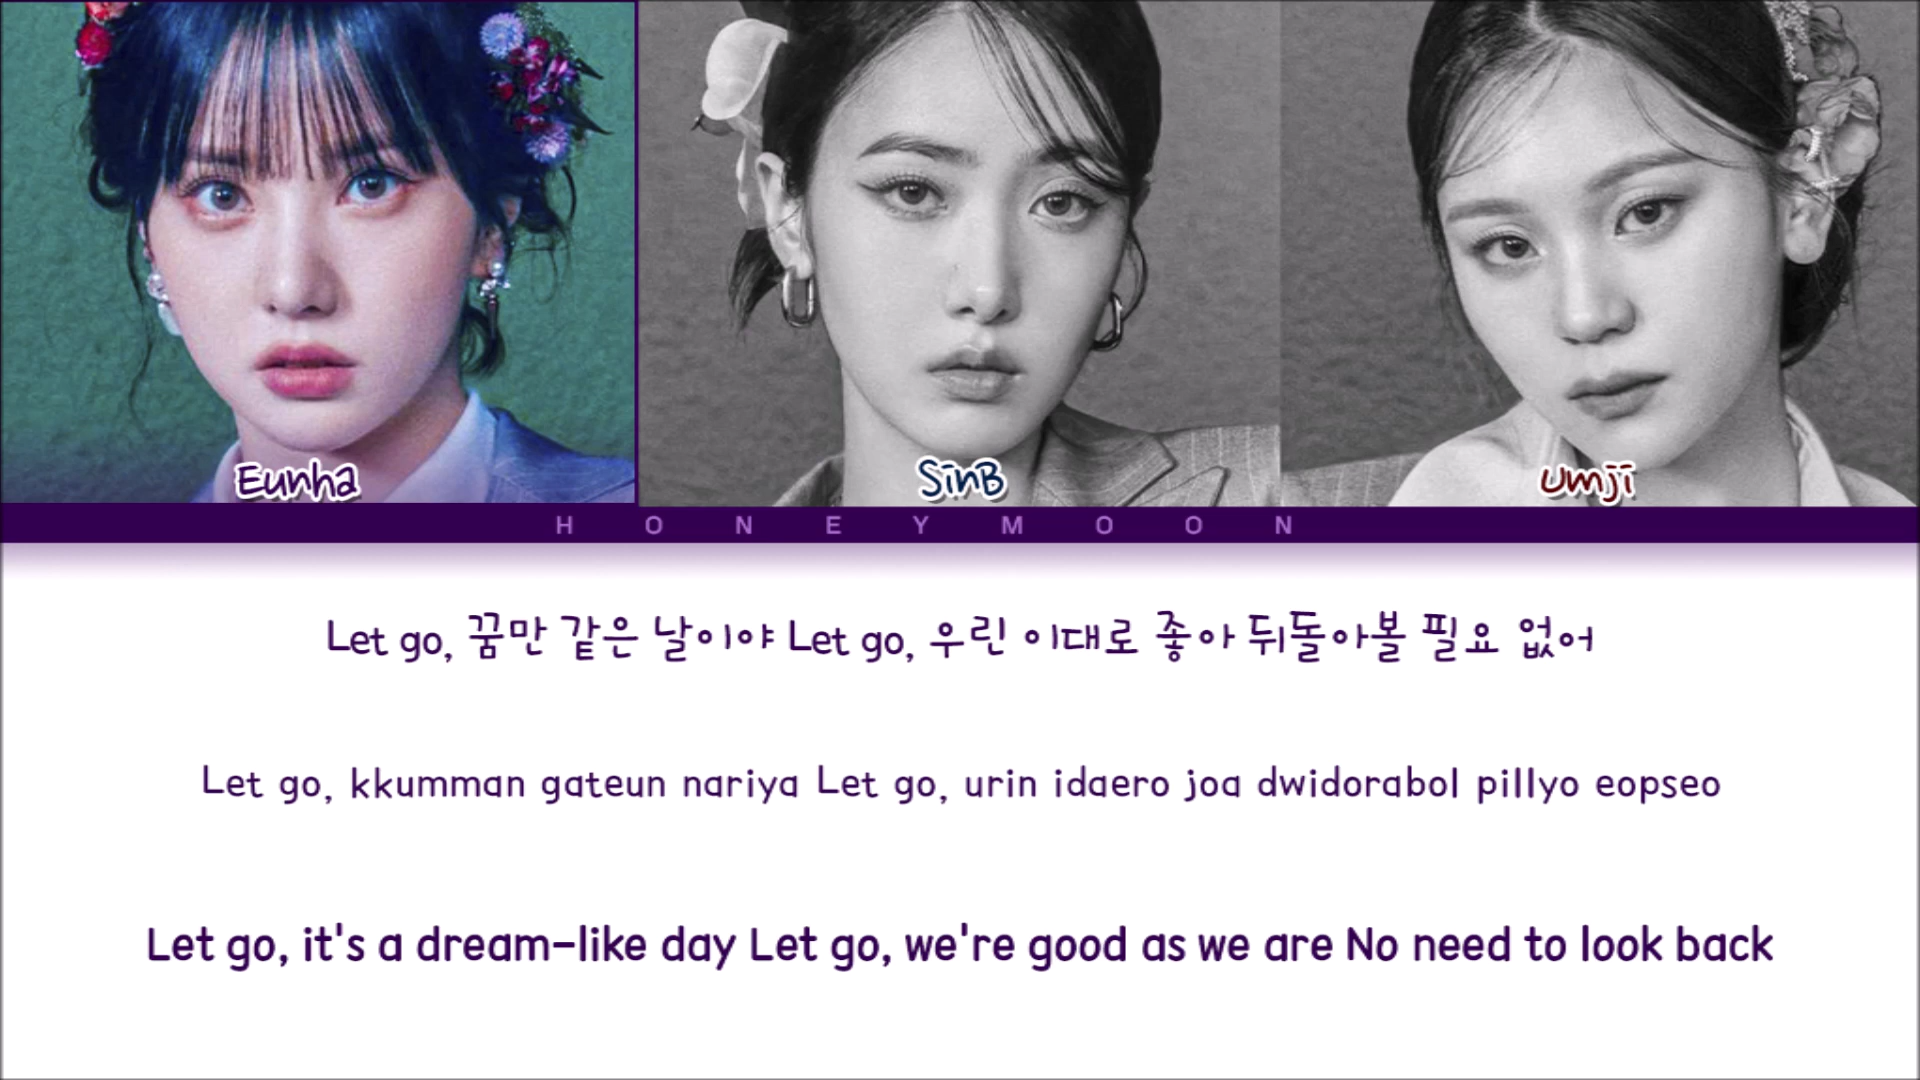 Eunha
SinB
Umji
HONEYMOON
Let go, 꿈만 같은 날이야 Let go, 우린 이대로 좋아 뒤돌아볼 필요 없어
Let go, kkumman gateun nariya Let go, urin idaero joa dwidorabol pillyo eopseo
Let go, it's a dream-like day Let go, we're good as we are No need to look back